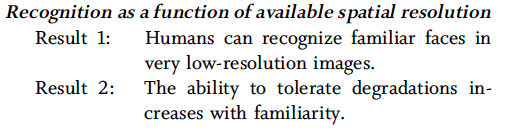 Recognition as a function of available spatial resolution
Result 1: Humans can recognize familiar faces in
very low-resolution images.
Result 2: The ability to tolerate degradations in-
creases with familiarity.